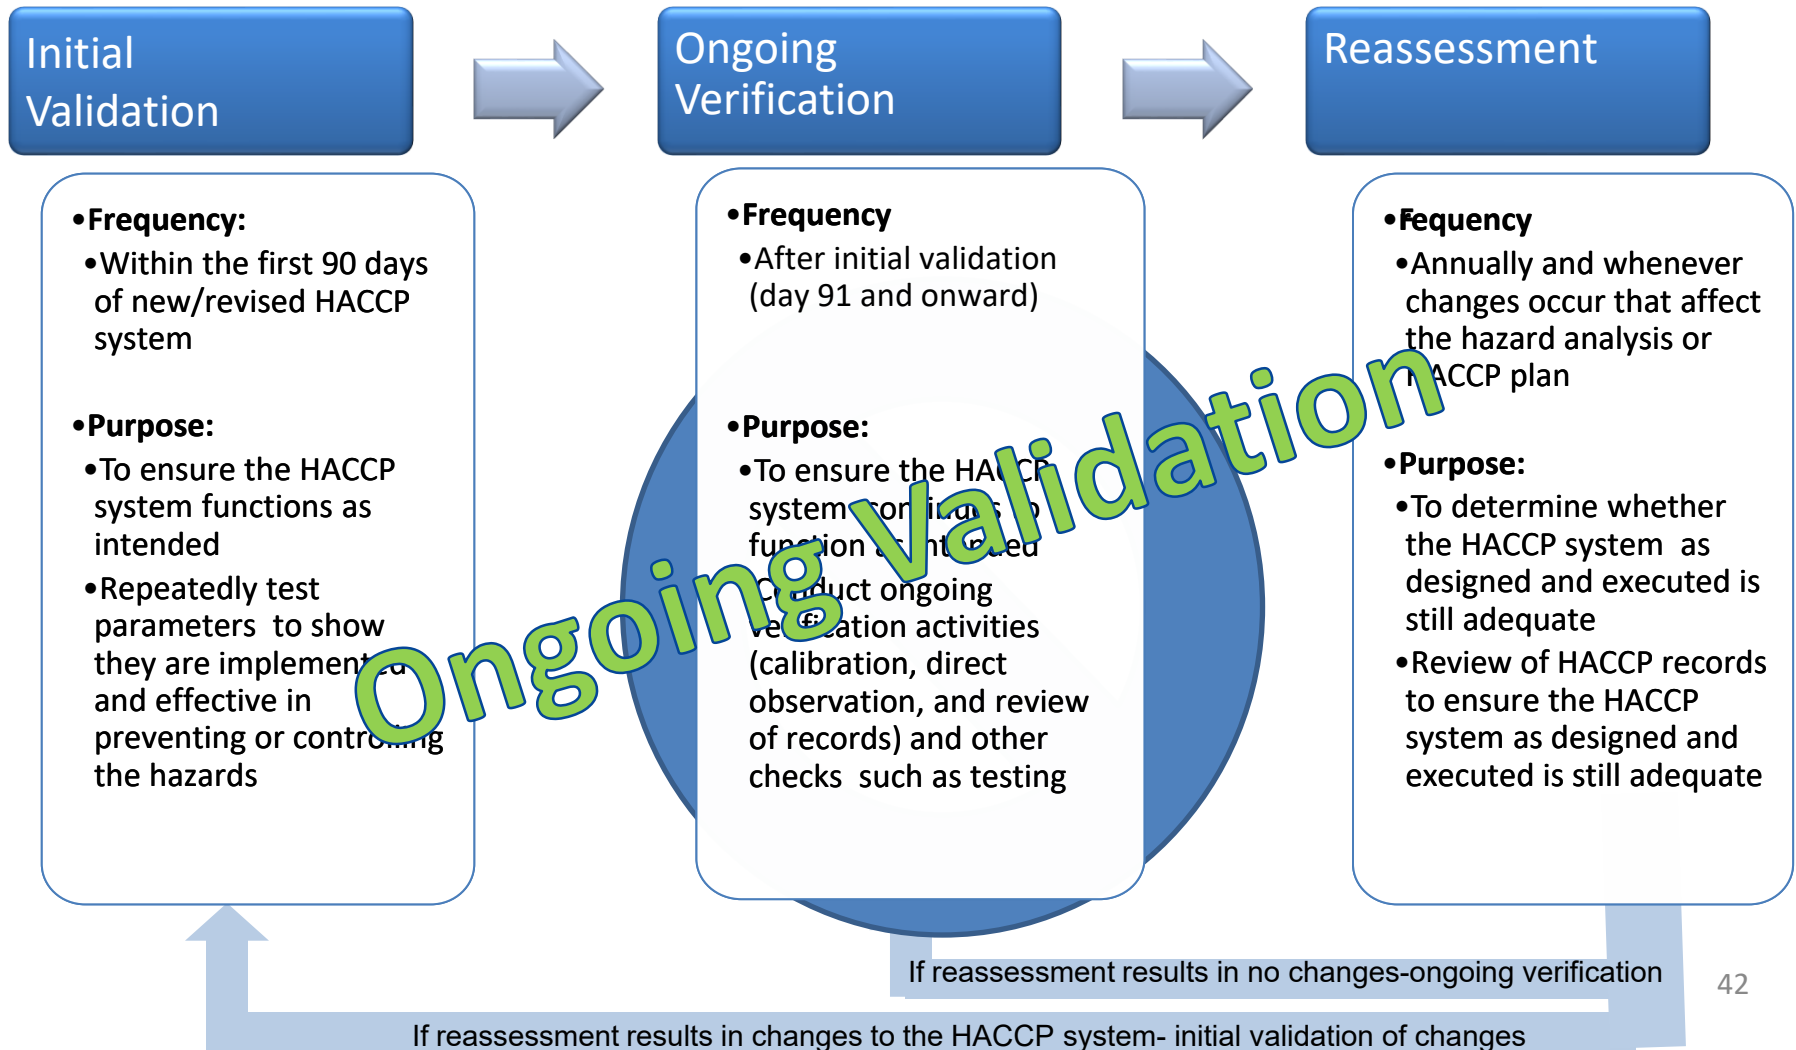 Initial
Validation
Ongoing
Verification
Reassessment
•Frequency:
•Within the first 90 days
of new/revised HACCP
system
•Purpose:
•To ensure the HACCP
system functions as
intended
•Repeatedly test
parameters to show
they are implemented
and effective in
preventing or controlling
the hazards
•Frequency
•After initial validation
(day 91 and onward)
•Purpose:
•To ensure the HACCP
system continues to
function as intended
•Conduct ongoing
verification activities
(calibration, direct
observation, and review
of records) and other
checks such as testing
•Fequency
•Annually and whenever
changes occur that affect
the hazard analysis or
HACCP plan
•Purpose:
•To determine whether
the HACCP system as
designed and executed is
still adequate
•Review of HACCP records
to ensure the HACCP
system as designed and
executed is still adequate
Ongoing Validation
If reassessment results in no changes-ongoing verification
42
If reassessment results in changes to the HACCP system- initial validation of changes